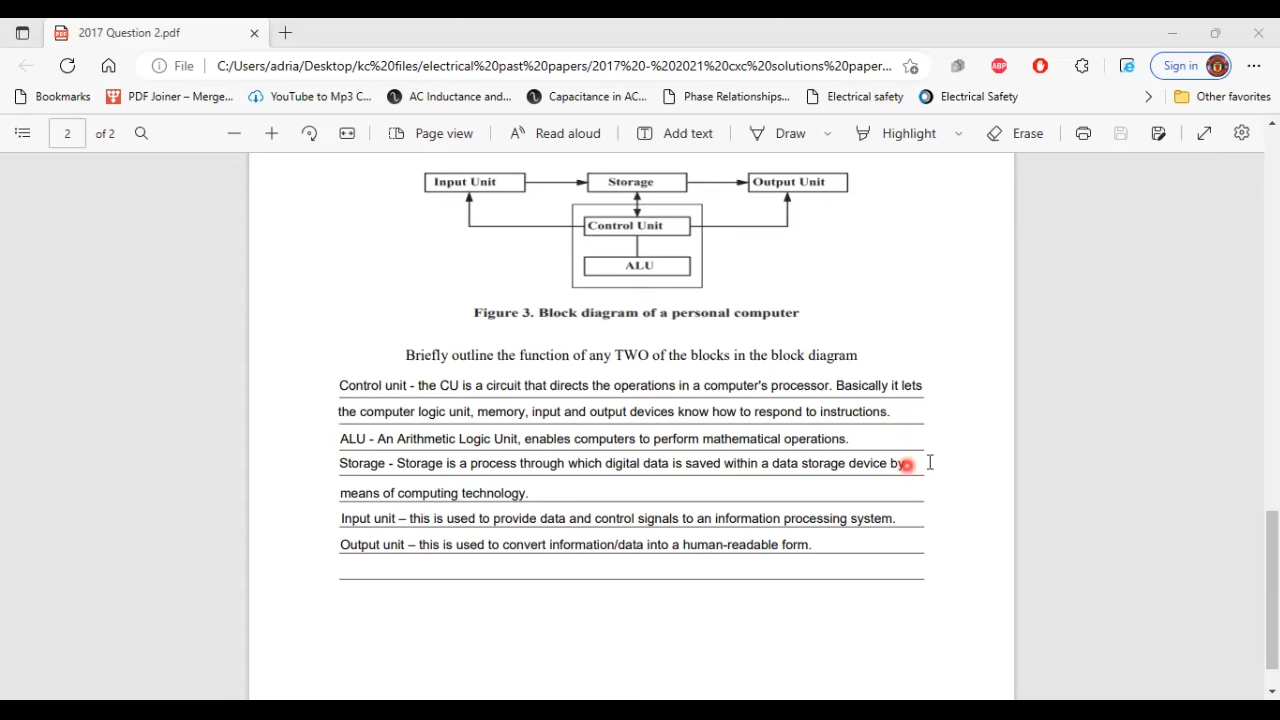 2017 Question 2.pdf
File
C:/Users/adria/Desktop/kc%20files/electrical%20past%20papers/2017%20-%202021%20cxc%20solutions%20paper...
ABP
Sign in
Bookmarks
PDF Joiner – Merge...
YouTube to Mp3 C...
AC Inductance and...
Capacitance in AC...
Phase Relationships...
Electrical safety
Electrical Safety
Other favorites
2 of 2
Page view
Read aloud
Add text
Draw
Highlight
Erase
Input Unit
Storage
Output Unit
Control Unit
ALU
Figure 3. Block diagram of a personal computer
Briefly outline the function of any TWO of the blocks in the block diagram
Control unit - the CU is a circuit that directs the operations in a computer's processor. Basically it lets
the computer logic unit, memory, input and output devices know how to respond to instructions.
ALU - An Arithmetic Logic Unit, enables computers to perform mathematical operations.
Storage - Storage is a process through which digital data is saved within a data storage device by
means of computing technology.
Input unit – this is used to provide data and control signals to an information processing system.
Output unit – this is used to convert information/data into a human-readable form.